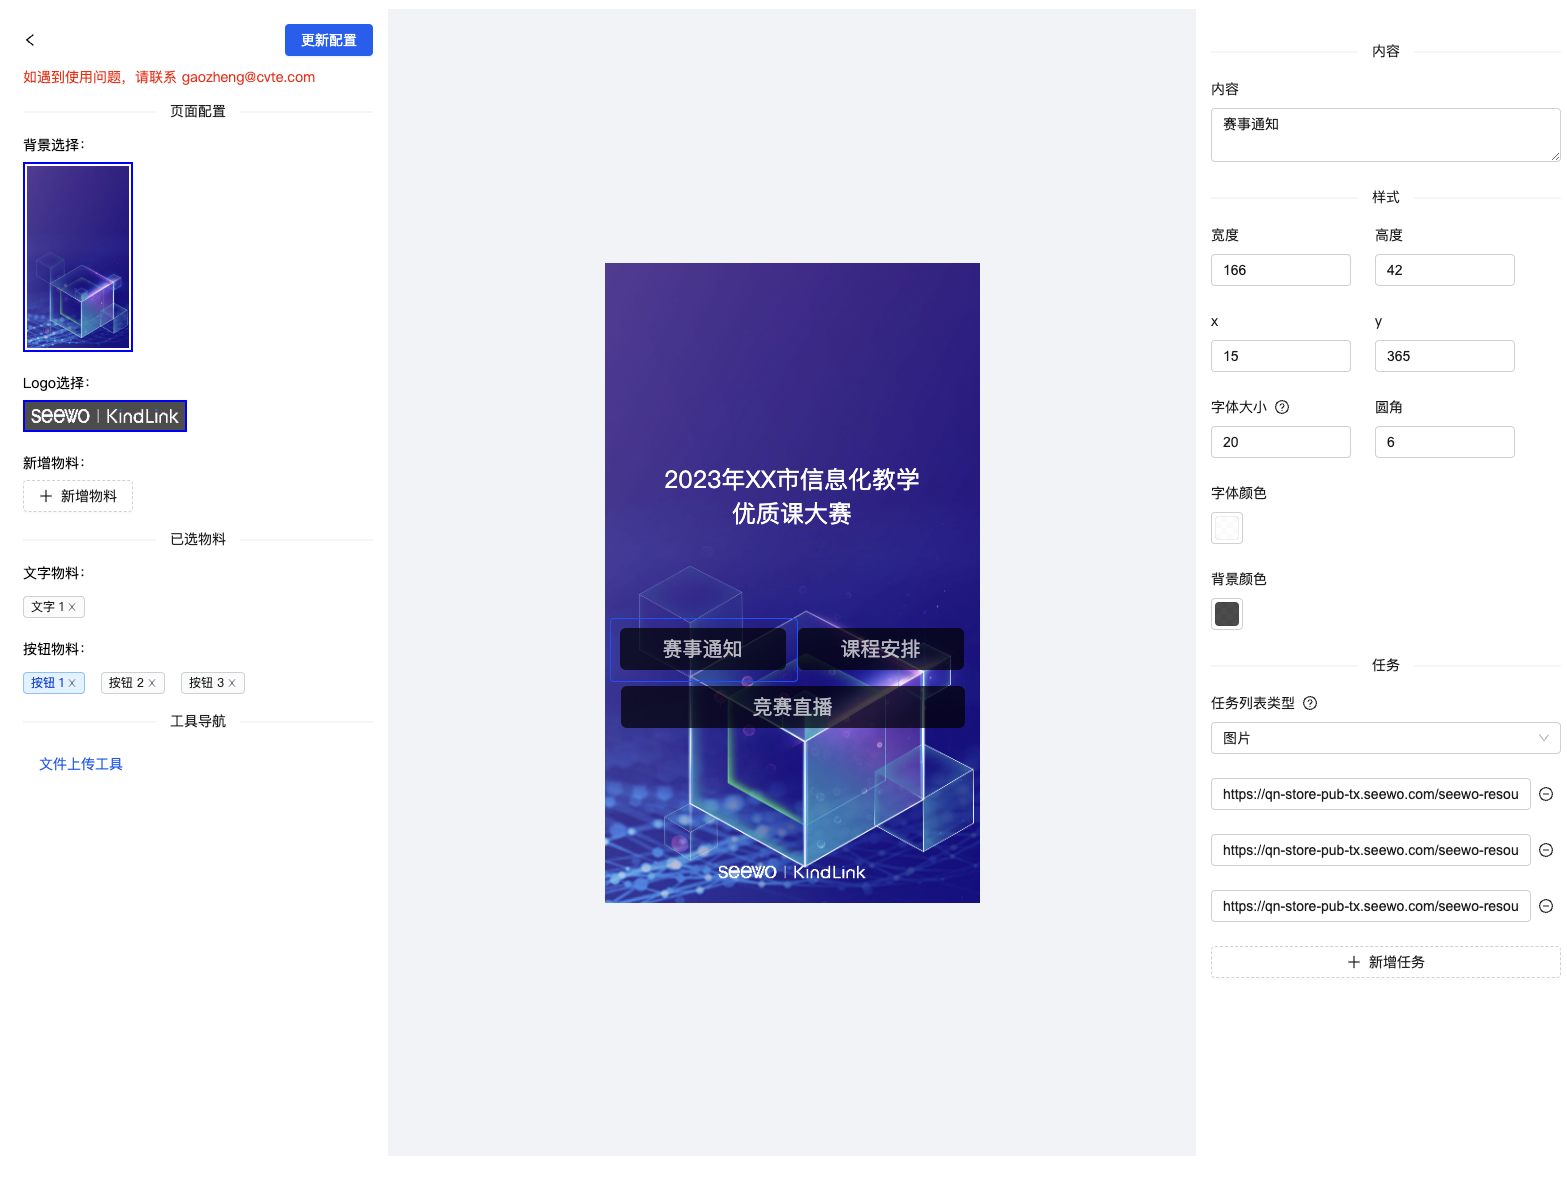 更新配置
如遇到使用问题，请联系 gaozheng@cvte.com
页面配置
背景选择：
Logo选择：
seewo | KindLink
新增物料：
新增物料
已选物料
文字物料：
文字 1
按钮物料：
按钮 1
按钮 2
按钮 3
工具导航
文件上传工具
2023年XX市信息化教学
优质课大赛
赛事通知
课程安排
竞赛直播
seewo | KindLink
内容
内容
赛事通知
样式
宽度
高度
166
42
x
y
15
365
字体大小
圆角
20
6
字体颜色
背景颜色
任务
任务列表类型
图片
https://qn-store-pub-tx.seewo.com/seewo-resou
https://qn-store-pub-tx.seewo.com/seewo-resou
https://qn-store-pub-tx.seewo.com/seewo-resou
新增任务